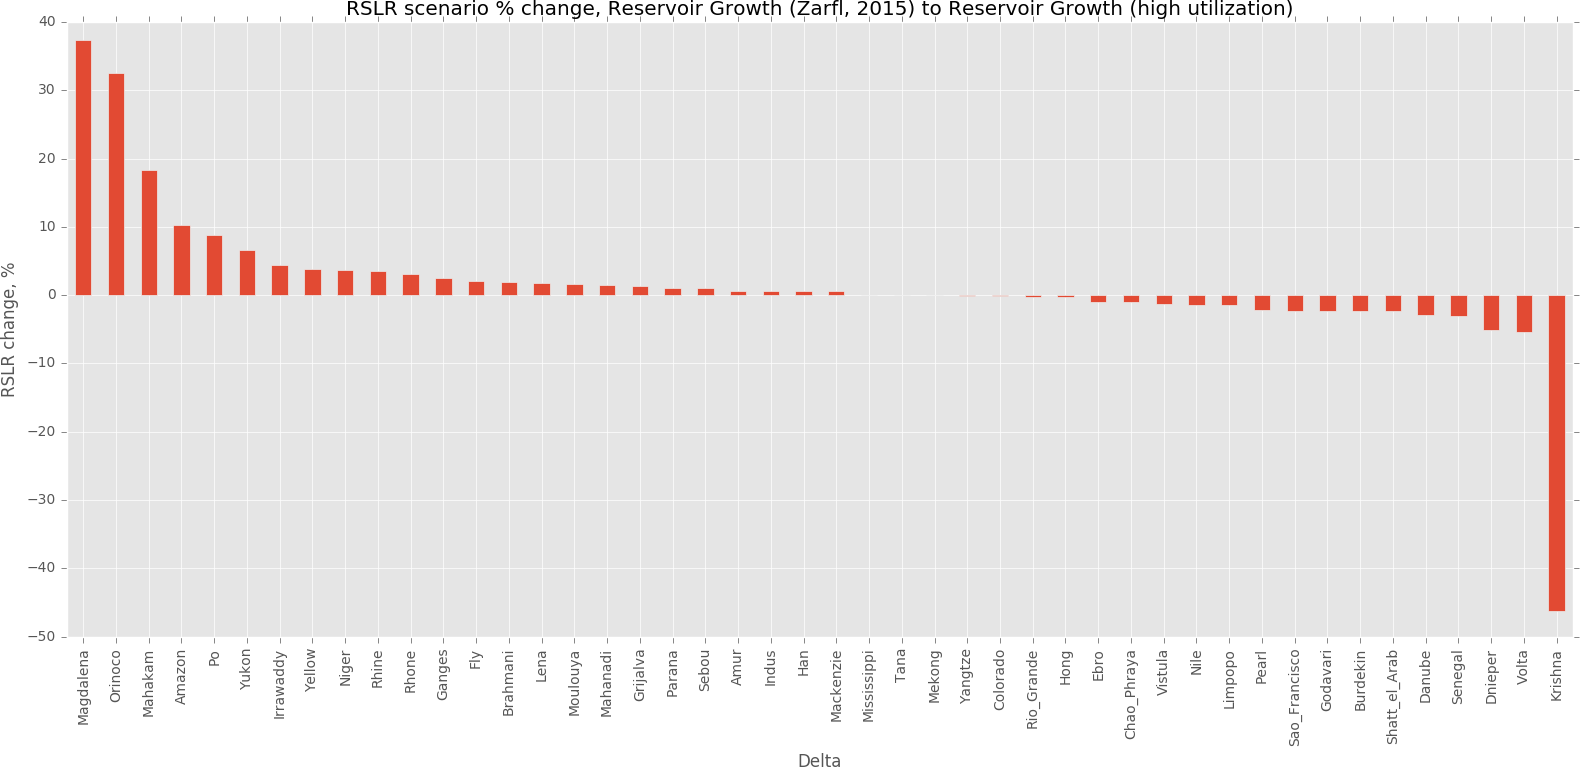 RSLR scenario % change, Reservoir Growth (Zarfl, 2015) to Reservoir Growth (high utilization)
RSLR change, %
40
30
20
10
0
−10
−20
−30
−40
−50
Magdalena
Orinoco
Mahakam
Amazon
Po
Yukon
Irrawaddy
Yellow
Niger
Rhine
Rhone
Ganges
Fly
Brahmani
Lena
Moulouya
Mahanadi
Grijalva
Parana
Sebou
Amur
Indus
Han
Mackenzie
Mississippi
Tana
Mekong
Yangtze
Colorado
Rio_Grande
Hong
Ebro
Chao_Phraya
Vistula
Nile
Limpopo
Pearl
Sao_Francisco
Godavari
Burdekin
Shatt_el_Arab
Danube
Senegal
Dnieper
Volta
Krishna
Delta